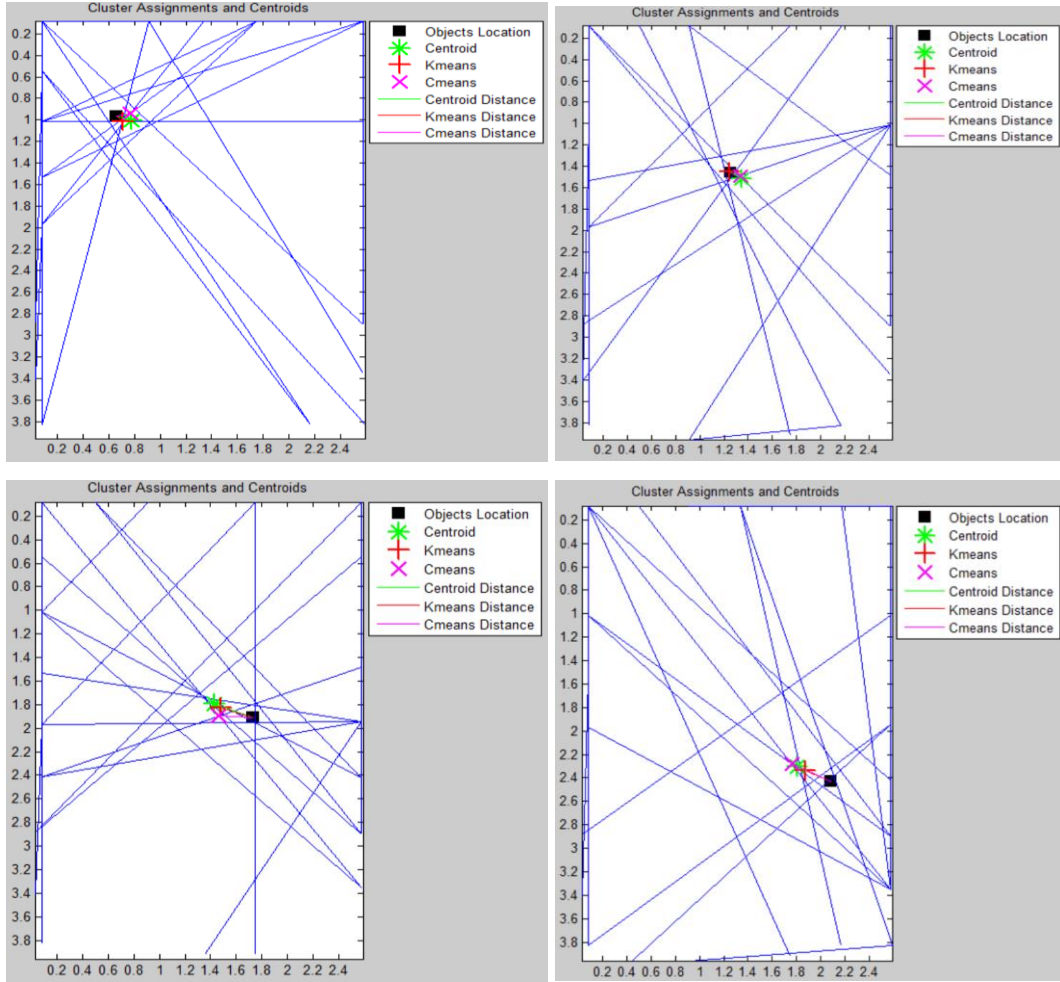 Cluster Assignments and Centroids
0.2
0.4
0.6
0.8
1
1.2
1.4
1.6
1.8
2
2.2
2.4
2.6
2.8
3
3.2
3.4
3.6
3.8
0.2 0.4 0.6 0.8 1 1.2 1.4 1.6 1.8 2 2.2 2.4
Objects Location
Centroid
Kmeans
Cmeans
Centroid Distance
Kmeans Distance
Cmeans Distance
Cluster Assignments and Centroids
0.2
0.4
0.6
0.8
1
1.2
1.4
1.6
1.8
2
2.2
2.4
2.6
2.8
3
3.2
3.4
3.6
3.8
0.2 0.4 0.6 0.8 1 1.2 1.4 1.6 1.8 2 2.2 2.4
Objects Location
Centroid
Kmeans
Cmeans
Centroid Distance
Kmeans Distance
Cmeans Distance
Cluster Assignments and Centroids
0.2
0.4
0.6
0.8
1
1.2
1.4
1.6
1.8
2
2.2
2.4
2.6
2.8
3
3.2
3.4
3.6
3.8
0.2 0.4 0.6 0.8 1 1.2 1.4 1.6 1.8 2 2.2 2.4
Objects Location
Centroid
Kmeans
Cmeans
Centroid Distance
Kmeans Distance
Cmeans Distance
Cluster Assignments and Centroids
0.2
0.4
0.6
0.8
1
1.2
1.4
1.6
1.8
2
2.2
2.4
2.6
2.8
3
3.2
3.4
3.6
3.8
0.2 0.4 0.6 0.8 1 1.2 1.4 1.6 1.8 2 2.2 2.4
Objects Location
Centroid
Kmeans
Cmeans
Centroid Distance
Kmeans Distance
Cmeans Distance